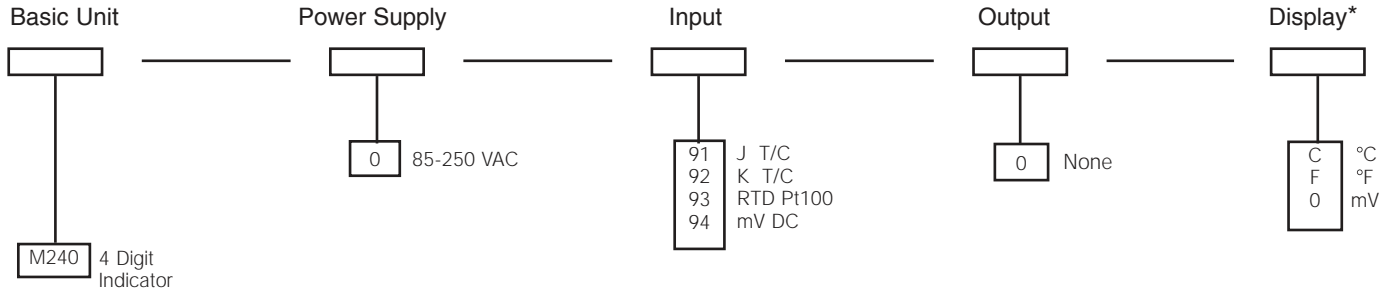 Basic Unit
Power Supply
Input
Output
Display*
0 85-250 VAC
91 J T/C
92 K T/C
93 RTD Pt100
94 mV DC
0 None
C °C
F °F
0 mV
M240 4 Digit
Indicator